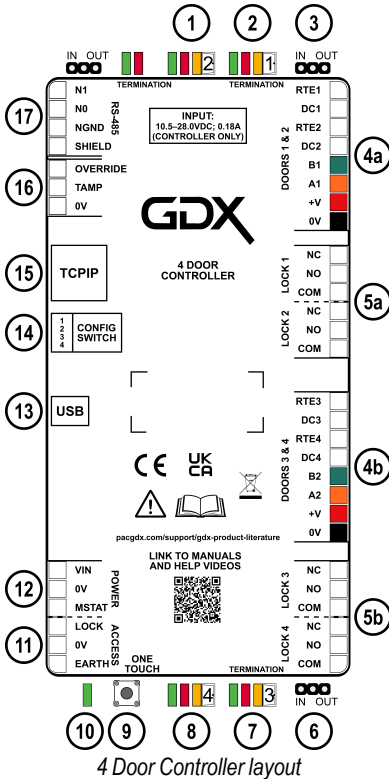 1
2
3
IN OUT
2
1
IN OUT
TERMINATION
TERMINATION
17
N1
N0
NGND
SHIELD
RS-485
INPUT:
10.5–28.0VDC; 0.18A
(CONTROLLER ONLY)
DOORS 1 & 2
RTE1
DC1
RTE2
DC2
B1
A1
+V
0V
4a
16
OVERRIDE
TAMP
0V
GDX
4 DOOR
CONTROLLER
15
TCPIP
LOCK 1
NC
NO
COM
LOCK 2
NC
NO
COM
5a
14
1
2
3
4
CONFIG
SWITCH
13
USB
DOORS 3 & 4
RTE3
DC3
RTE4
DC4
B2
A2
+V
0V
4b
CE
UK
CA
pacgdx.com/support/gdx-product-literature
LINK TO MANUALS
AND HELP VIDEOS
12
VIN
0V
MSTAT
POWER
11
LOCK
0V
EARTH
ACCESS
ONE
TOUCH
LOCK 3
NC
NO
COM
LOCK 4
NC
NO
COM
5b
TERMINATION
4
3
IN OUT
10
9
8
7
6
4 Door Controller layout